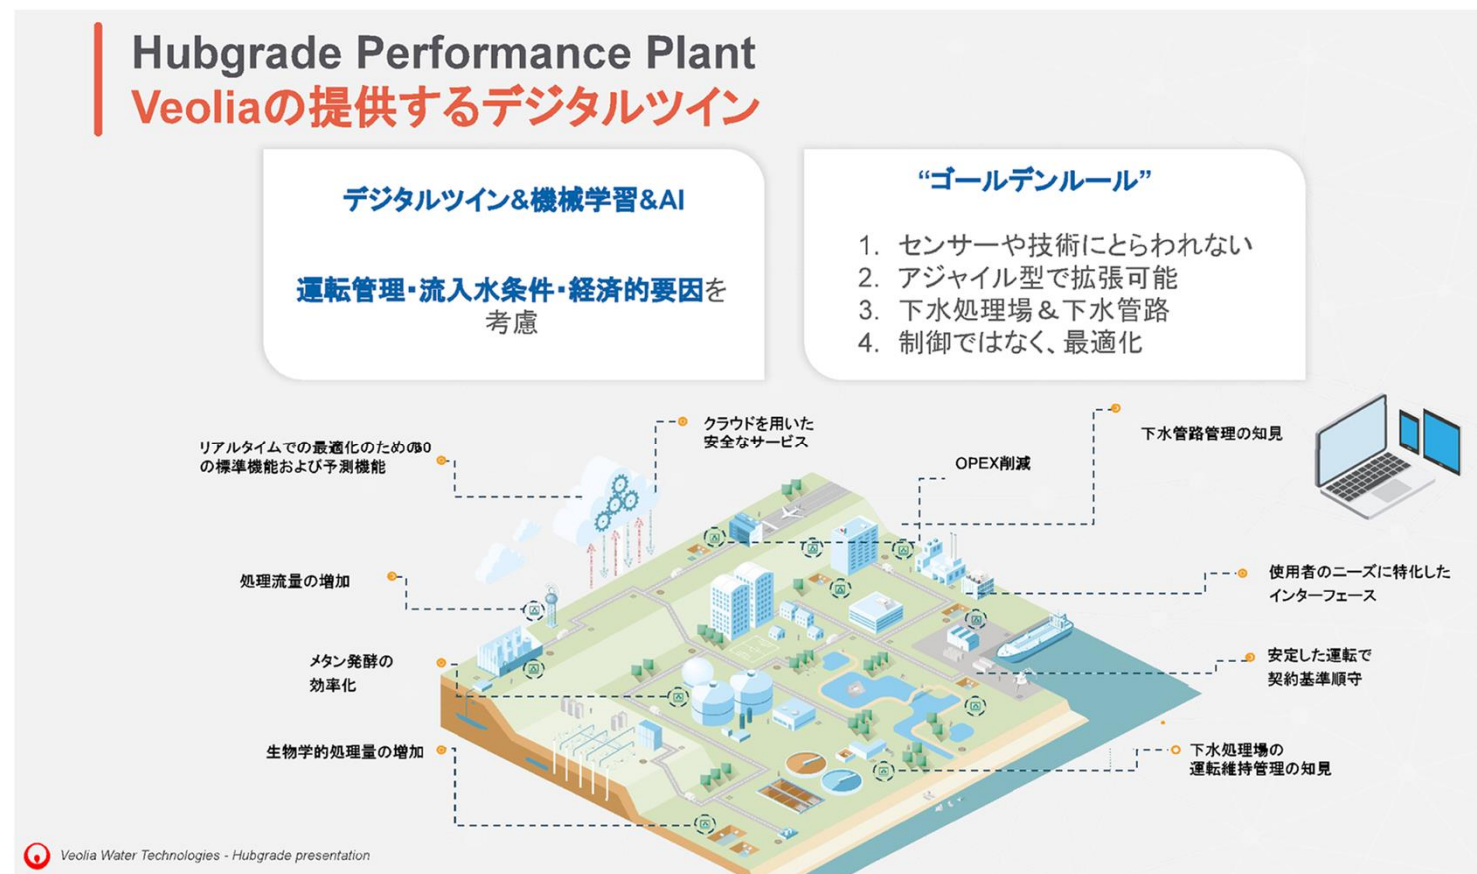 Hubgrade Performance Plant
Veoliaの提供するデジタルツイン
デジタルツイン&機械学習&AI
運転管理・流入水条件・経済的要因を
考慮
“ゴールデンルール”
1. センサーや技術にとらわれない
2. アジャイル型で拡張可能
3. 下水処理場＆下水管路
4. 制御ではなく、最適化
リアルタイムでの最適化のための60
の標準機能および予測機能
クラウドを用いた
安全なサービス
OPEX削減
下水管路管理の知見
処理流量の増加
使用者のニーズに特化した
インターフェース
メタン発酵の
効率化
安定した運転で
契約基準順守
生物学的処理量の増加
下水処理場の
運転維持管理の知見
Veolia Water Technologies - Hubgrade presentation